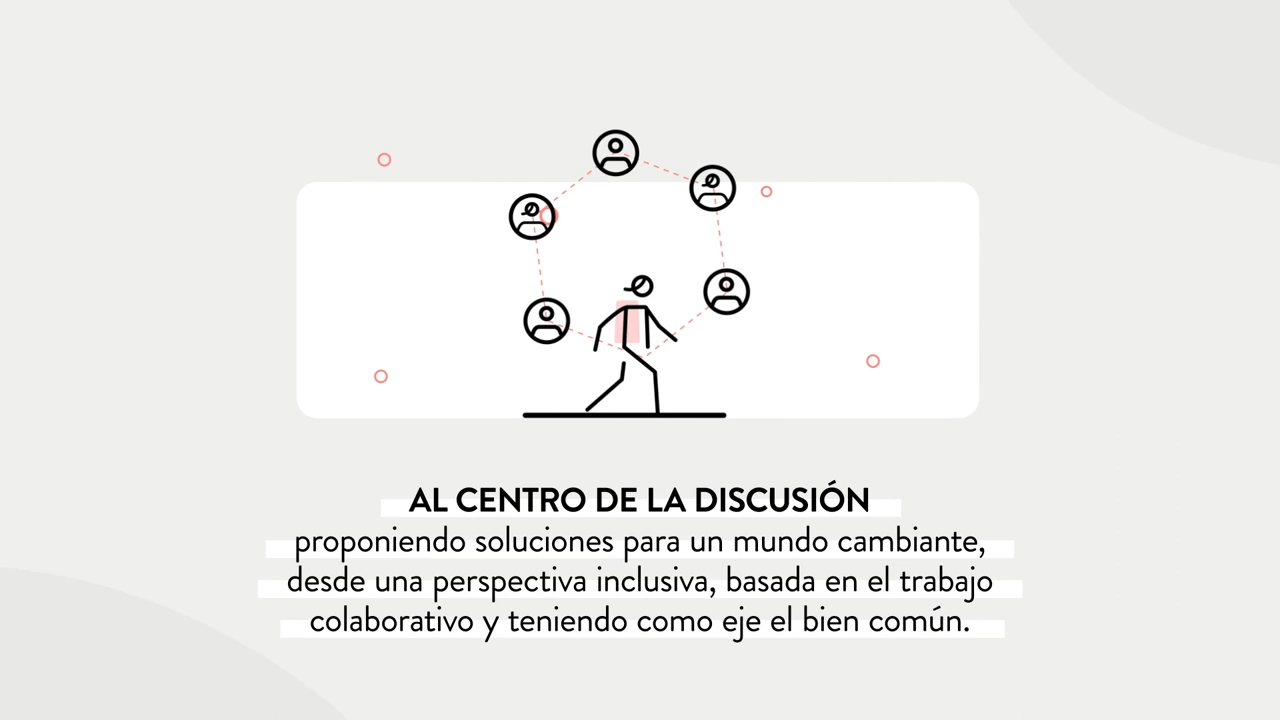 AL CENTRO DE LA DISCUSIÓN
proponiendo soluciones para un mundo cambiante,
desde una perspectiva inclusiva, basada en el trabajo
colaborativo y teniendo como eje el bien común.